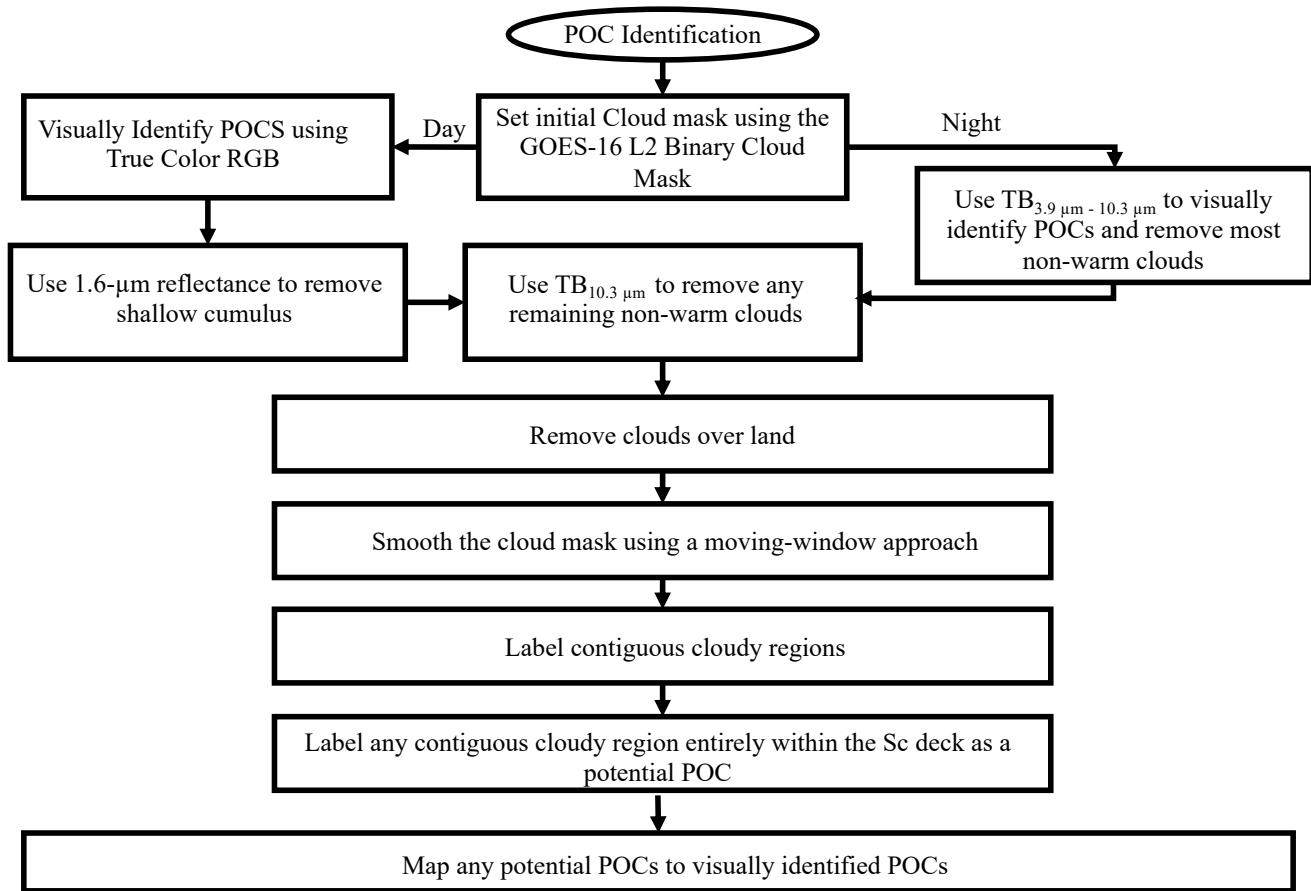 POC Identification
Set initial Cloud mask using the
GOES-16 L2 Binary Cloud
Mask
Day
Night
Visually Identify POCS using
True Color RGB
Use TB3.9 µm - 10.3 µm to visually
identify POCs and remove most
non-warm clouds
Use 1.6-µm reflectance to remove
shallow cumulus
Use TB10.3 µm to remove any
remaining non-warm clouds
Remove clouds over land
Smooth the cloud mask using a moving-window approach
Label contiguous cloudy regions
Label any contiguous cloudy region entirely within the Sc deck as a
potential POC
Map any potential POCs to visually identified POCs